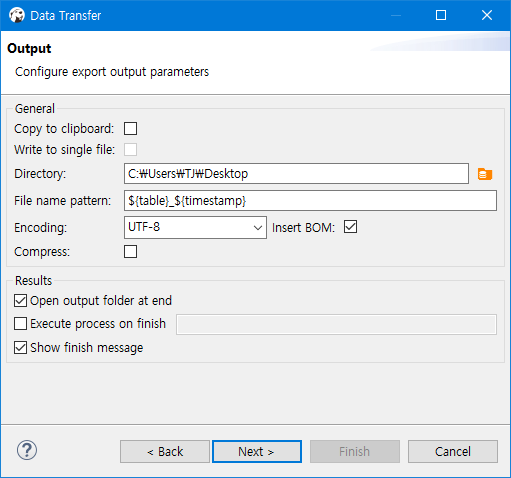 Data Transfer
Output
Configure export output parameters
General
Copy to clipboard:
Write to single file:
Directory: C:₩Users₩TJ₩Desktop
File name pattern: ${table}_${timestamp}
Encoding: UTF-8 Insert BOM:
Compress:
Results
Open output folder at end
Execute process on finish
Show finish message
? < Back Next > Finish Cancel